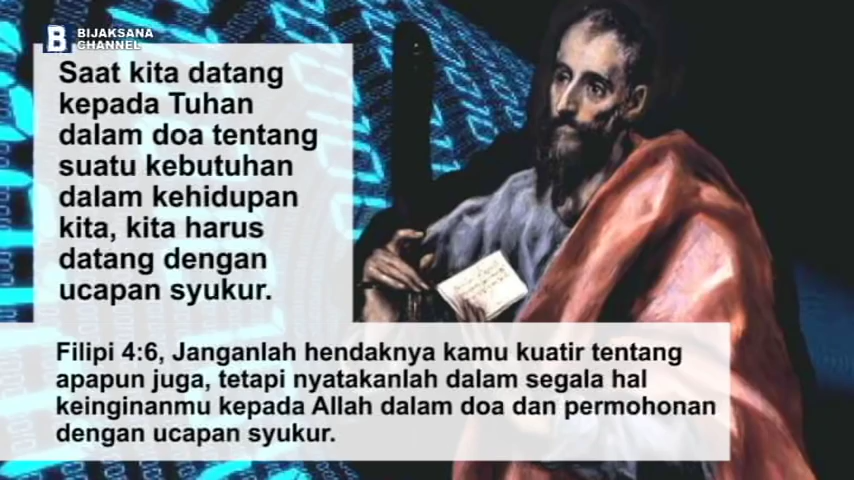 BIJAKSANA
CHANNEL
Saat kita datang
kepada Tuhan
dalam doa tentang
suatu kebutuhan
dalam kehidupan
kita, kita harus
datang dengan
ucapan syukur.
Filipi 4:6, Janganlah hendaknya kamu kuatir tentang
apapun juga, tetapi nyatakanlah dalam segala hal
keinginanmu kepada Allah dalam doa dan permohonan
dengan ucapan syukur.